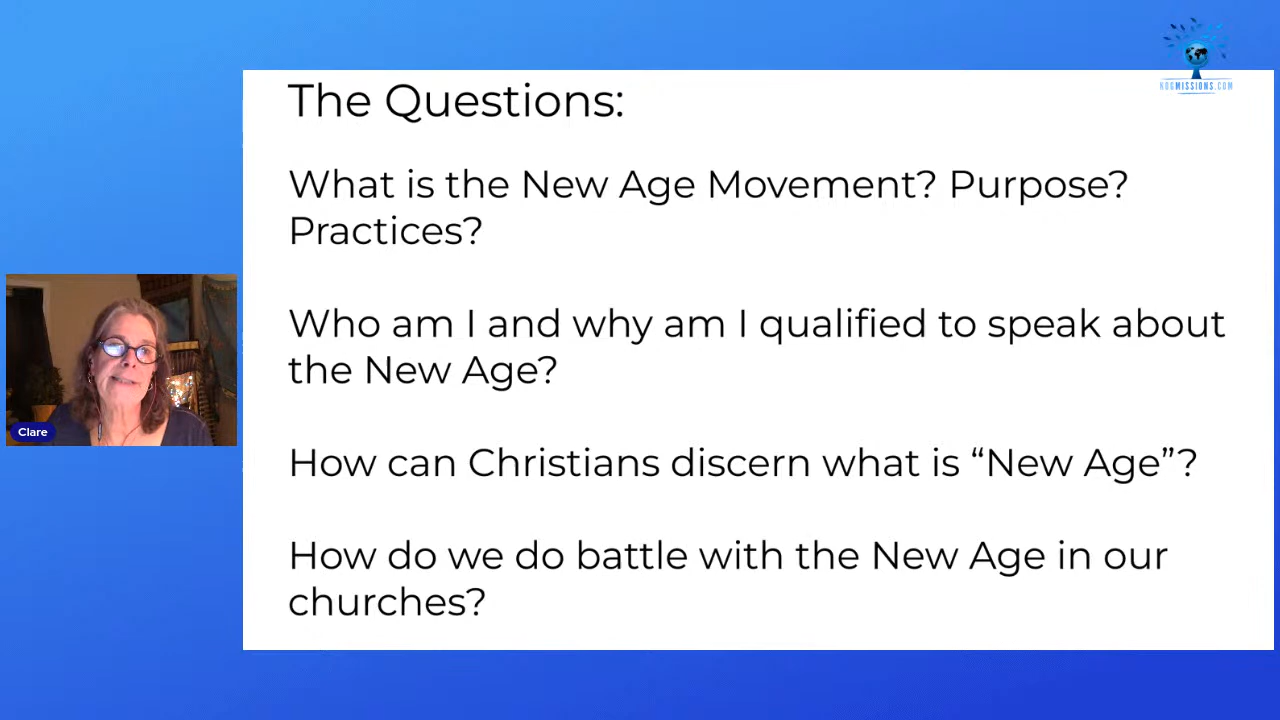 KOGMISSIONS.COM
The Questions:
What is the New Age Movement? Purpose?
Practices?
Who am I and why am I qualified to speak about
the New Age?
How can Christians discern what is “New Age”?
How do we do battle with the New Age in our
churches?
Clare